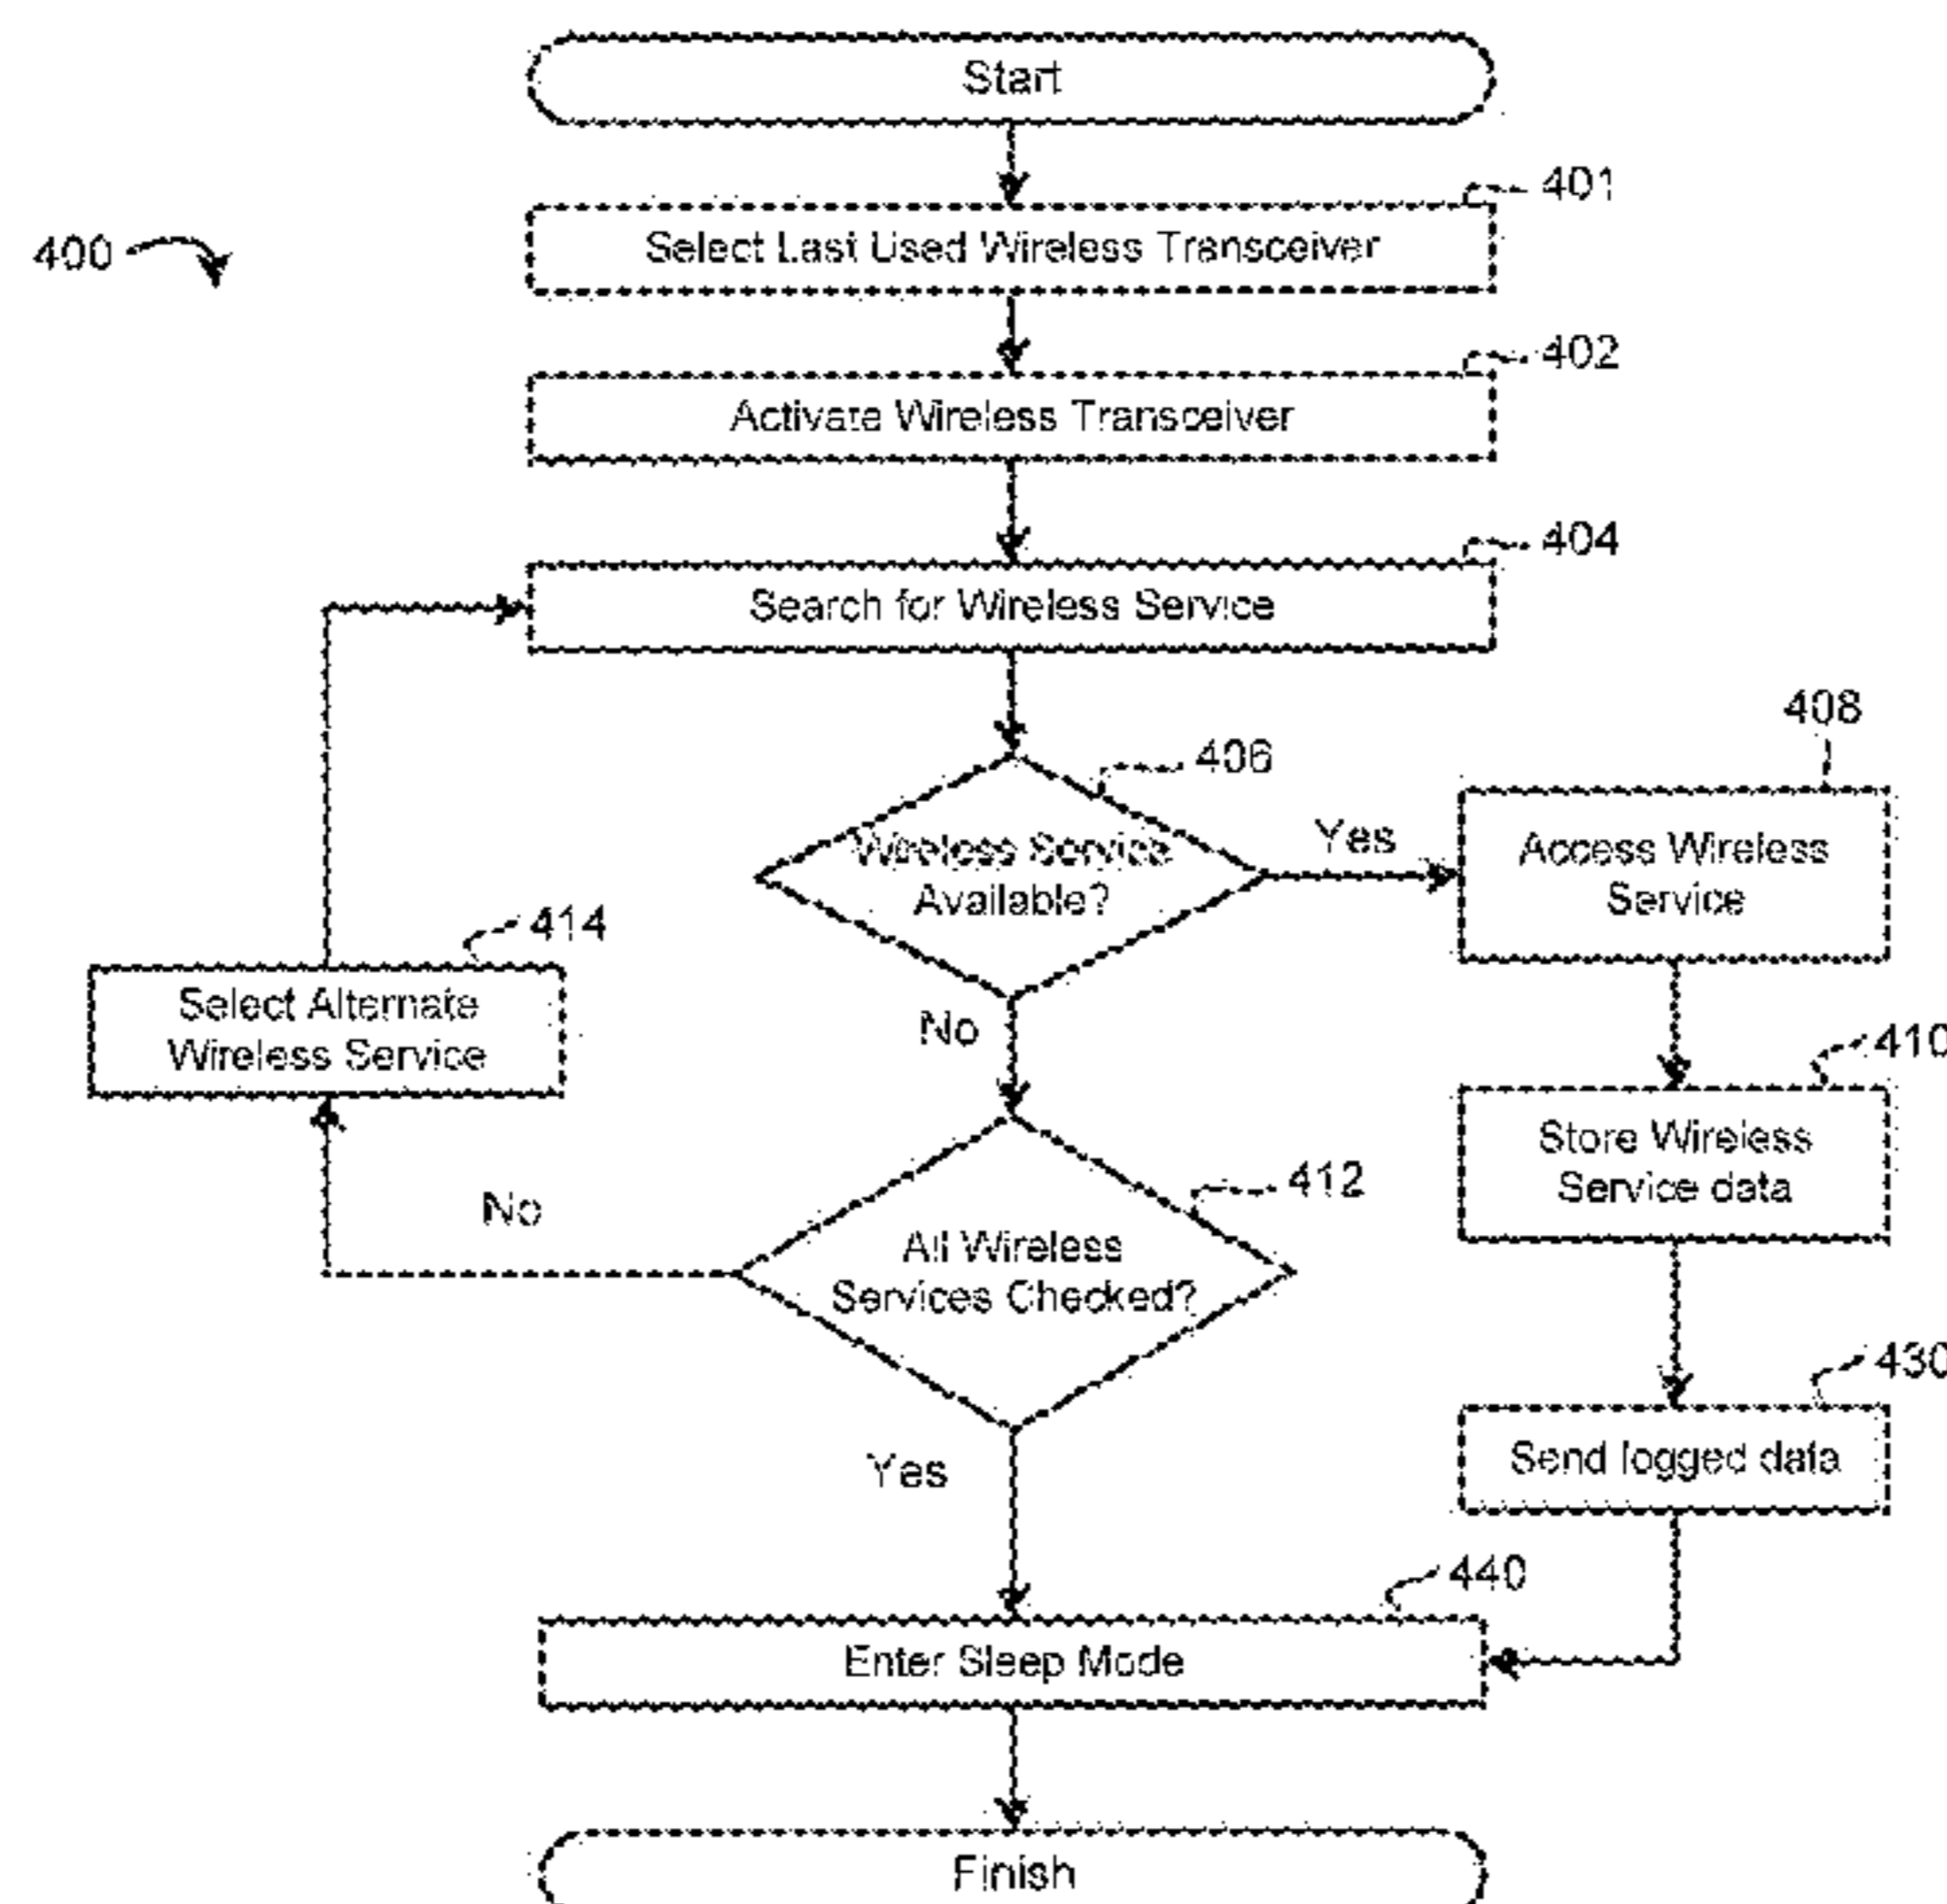 Start
401
Select Last Used Wireless Transceiver
400
402
Activate Wireless Transceiver
404
Search for Wireless Service
406
Wireless Service
Available?
Yes
408
Access Wireless
Service
414
Select Alternate
Wireless Service
No
410
Store Wireless
Service data
412
All Wireless
Services Checked?
No
430
Send logged data
Yes
440
Enter Sleep Mode
Finish